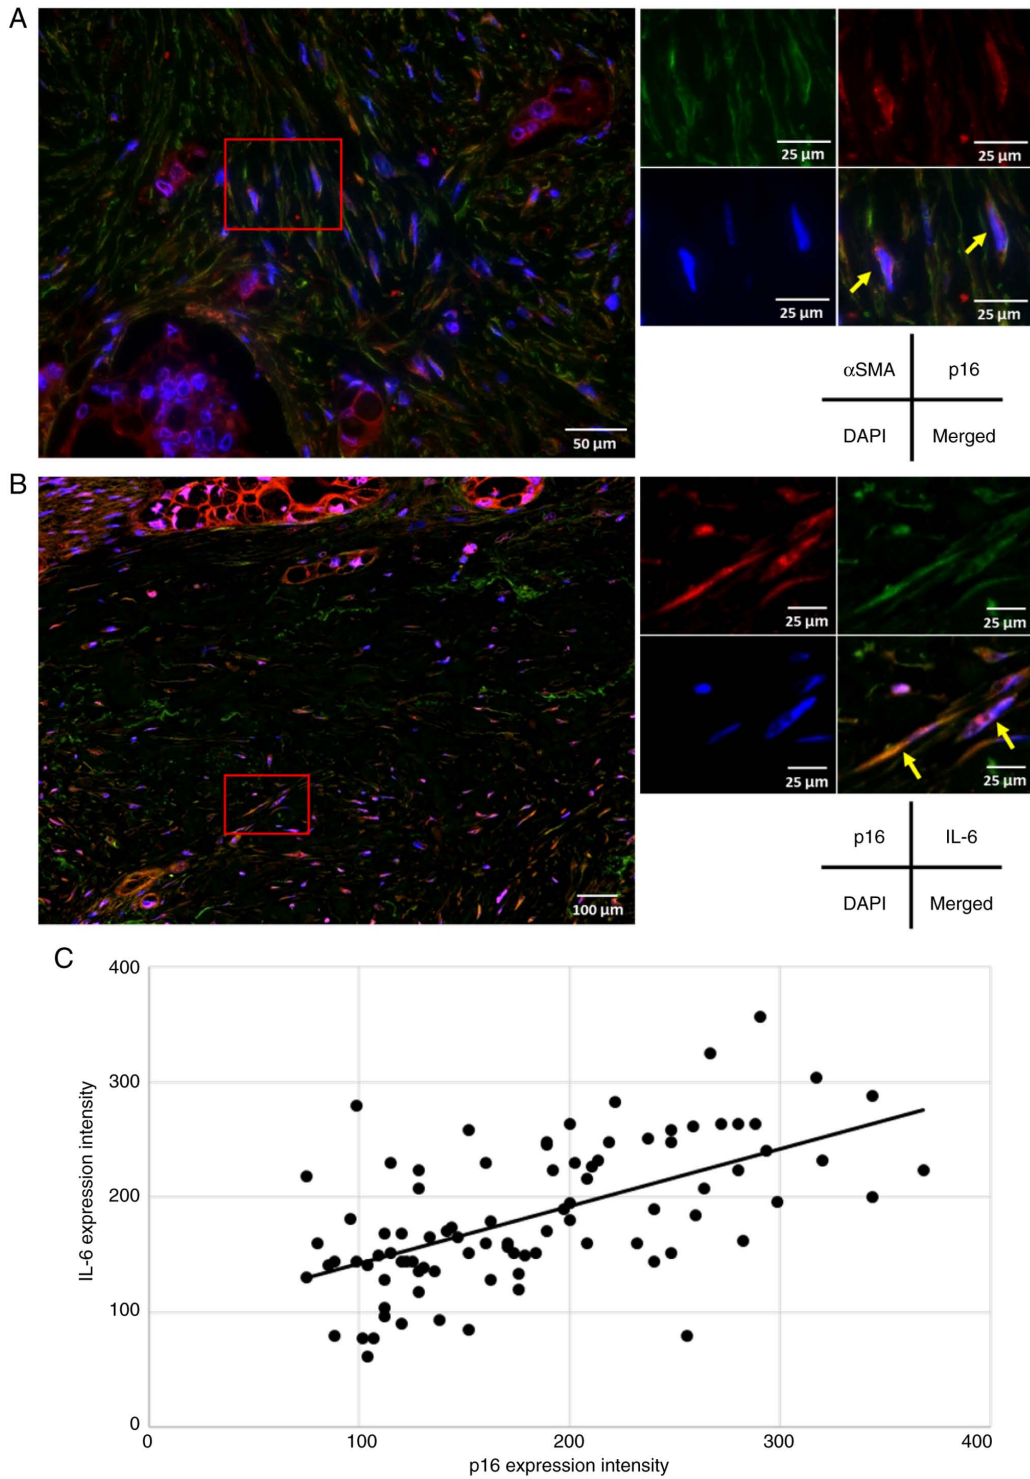 A
25 µm
25 µm
25 µm
25 µm
50 µm
αSMA
p16
DAPI
Merged
B
25 µm
25 µm
25 µm
25 µm
100 µm
p16
IL-6
DAPI
Merged
C
400
300
200
100
0
IL-6 expression intensity
0
100
200
300
400
p16 expression intensity